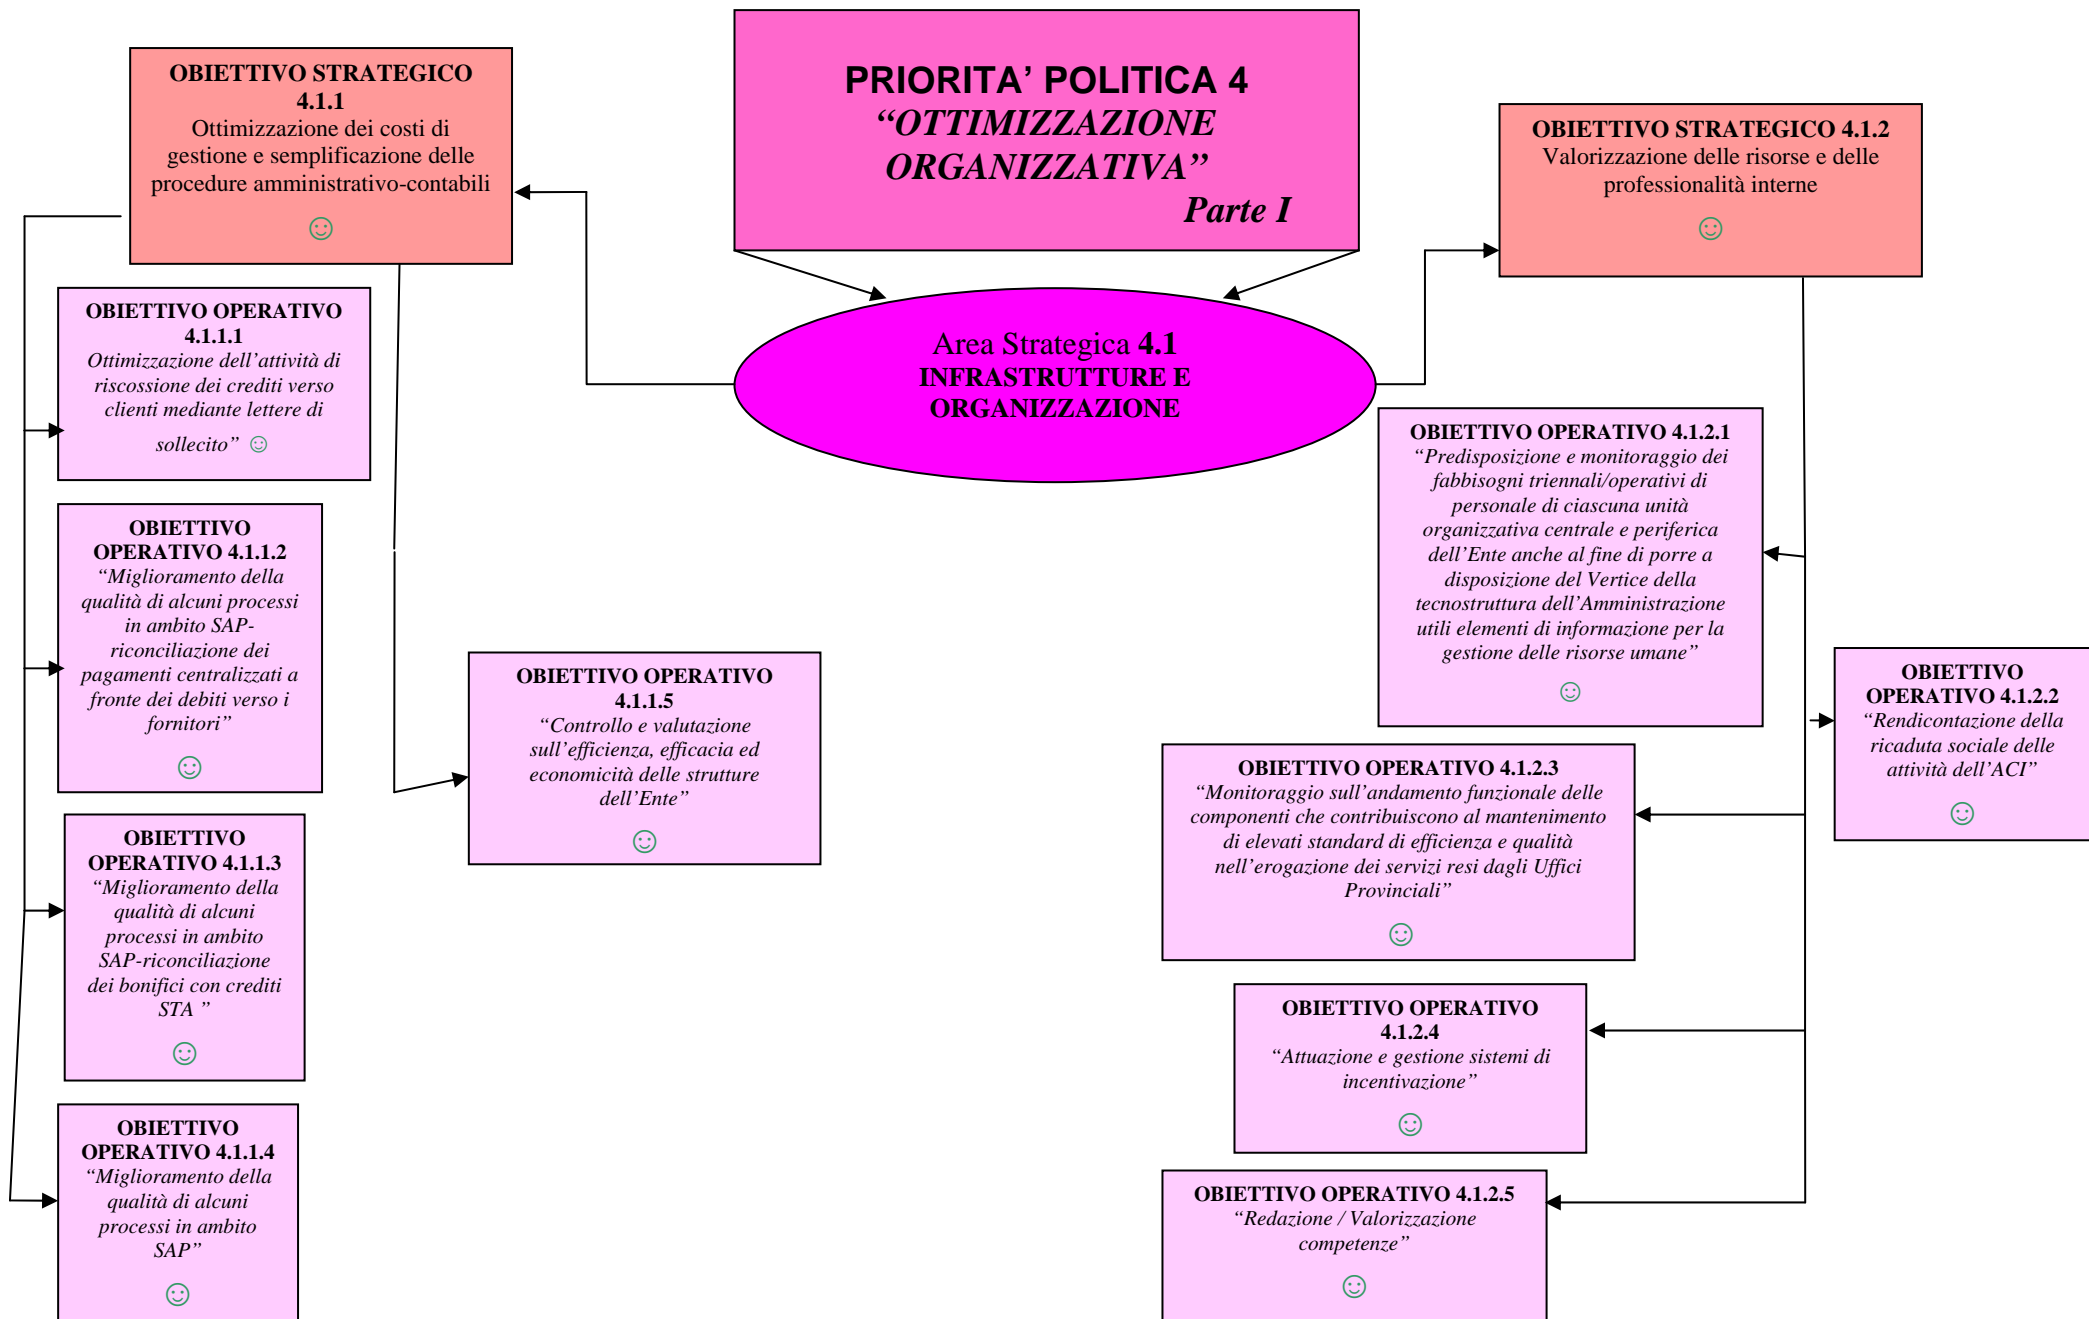 PRIORITA’ POLITICA 4
“OTTIMIZZAZIONE
ORGANIZZATIVA”
Parte I
OBIETTIVO STRATEGICO
4.1.1
Ottimizzazione dei costi di
gestione e semplificazione delle
procedure amministrativo-contabili
☺
OBIETTIVO STRATEGICO 4.1.2
Valorizzazione delle risorse e delle
professionalità interne
☺
Area Strategica 4.1
INFRASTRUTTURE E
ORGANIZZAZIONE
OBIETTIVO OPERATIVO
4.1.1.1
Ottimizzazione dell’attività di
riscossione dei crediti verso
clienti mediante lettere di
sollecito” ☺
OBIETTIVO
OPERATIVO 4.1.1.2
“Miglioramento della
qualità di alcuni processi
in ambito SAP-
riconciliazione dei
pagamenti centralizzati a
fronte dei debiti verso i
fornitori”
☺
OBIETTIVO
OPERATIVO 4.1.1.3
“Miglioramento della
qualità di alcuni
processi in ambito
SAP-riconciliazione
dei bonifici con crediti
STA ”
☺
OBIETTIVO
OPERATIVO 4.1.1.4
“Miglioramento della
qualità di alcuni
processi in ambito
SAP”
☺
OBIETTIVO OPERATIVO
4.1.1.5
“Controllo e valutazione
sull’efficienza, efficacia ed
economicità delle strutture
dell’Ente”
☺
OBIETTIVO OPERATIVO 4.1.2.1
“Predisposizione e monitoraggio dei
fabbisogni triennali/operativi di
personale di ciascuna unità
organizzativa centrale e periferica
dell’Ente anche al fine di porre a
disposizione del Vertice della
tecnostruttura dell’Amministrazione
utili elementi di informazione per la
gestione delle risorse umane”
☺
OBIETTIVO
OPERATIVO 4.1.2.2
“Rendicontazione della
ricaduta sociale delle
attività dell’ACI”
☺
OBIETTIVO OPERATIVO 4.1.2.3
“Monitoraggio sull’andamento funzionale delle
componenti che contribuiscono al mantenimento
di elevati standard di efficienza e qualità
nell’erogazione dei servizi resi dagli Uffici
Provinciali”
☺
OBIETTIVO OPERATIVO
4.1.2.4
“Attuazione e gestione sistemi di
incentivazione”
☺
OBIETTIVO OPERATIVO 4.1.2.5
“Redazione / Valorizzazione
competenze”
☺